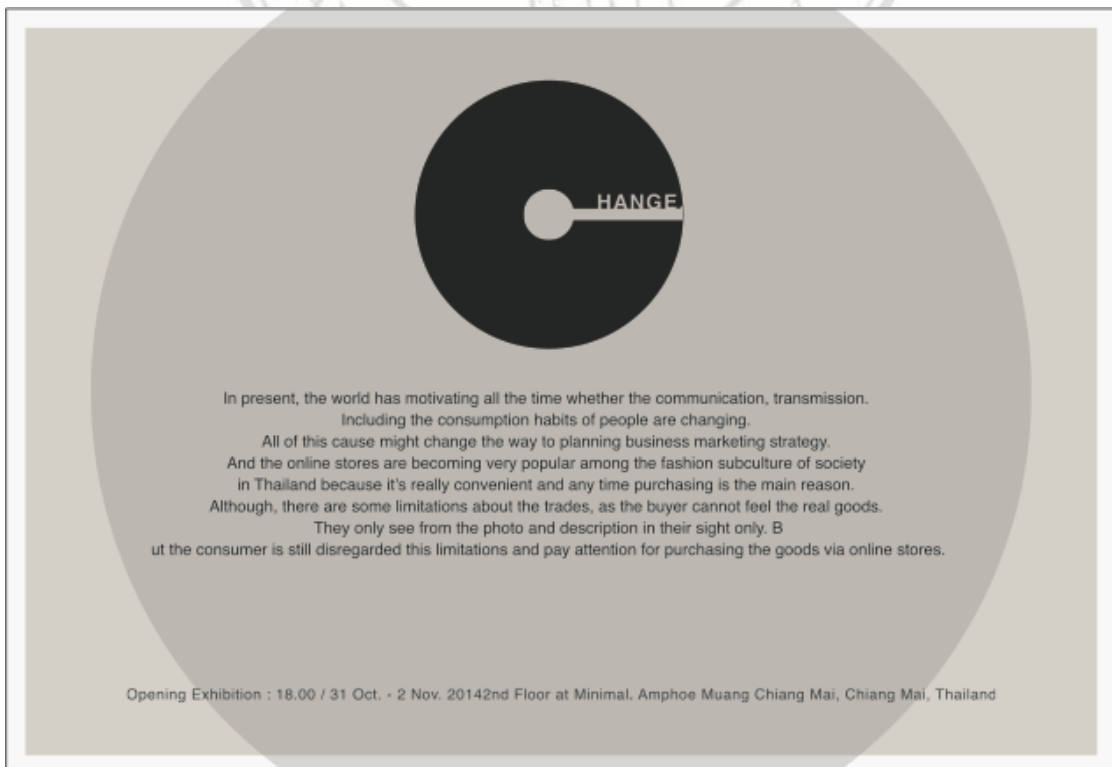 HANGE.
In present, the world has motivating all the time whether the communication, transmission.
Including the consumption habits of people are changing.
All of this cause might change the way to planning business marketing strategy.
And the online stores are becoming very popular among the fashion subculture of society
in Thailand because it's really convenient and any time purchasing is the main reason.
Although, there are some limitations about the trades, as the buyer cannot feel the real goods.
They only see from the photo and description in their sight only. B
ut the consumer is still disregarded this limitations and pay attention for purchasing the goods via online stores.
Opening Exhibition : 18.00 / 31 Oct. - 2 Nov. 20142nd Floor at Minimal. Amphoe Muang Chiang Mai, Chiang Mai, Thailand